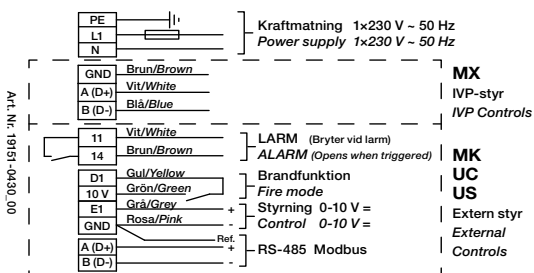 PE
L1
N
Kraftmatning 1×230 V ~ 50 Hz
Power supply 1×230 V ~ 50 Hz
GND Brun/Brown
A (D+) Vit/White
B (D-) Blå/Blue
MX
IVP-styr
IVP Controls
11 Vit/White
14 Brun/Brown
LARM (Bryter vid larm)
ALARM (Opens when triggered)
D1 Gul/Yellow
10 V Grön/Green
Brandfunktion
Fire mode
E1 Grå/Grey +
GND Rosa/Pink -
Styrning 0-10 V =
Control 0-10 V =
Ref.
A (D+) +
B (D-) -
RS-485 Modbus
MK
UC
US
Extern styr
External
Controls
Art. Nr. 19151-0430_00